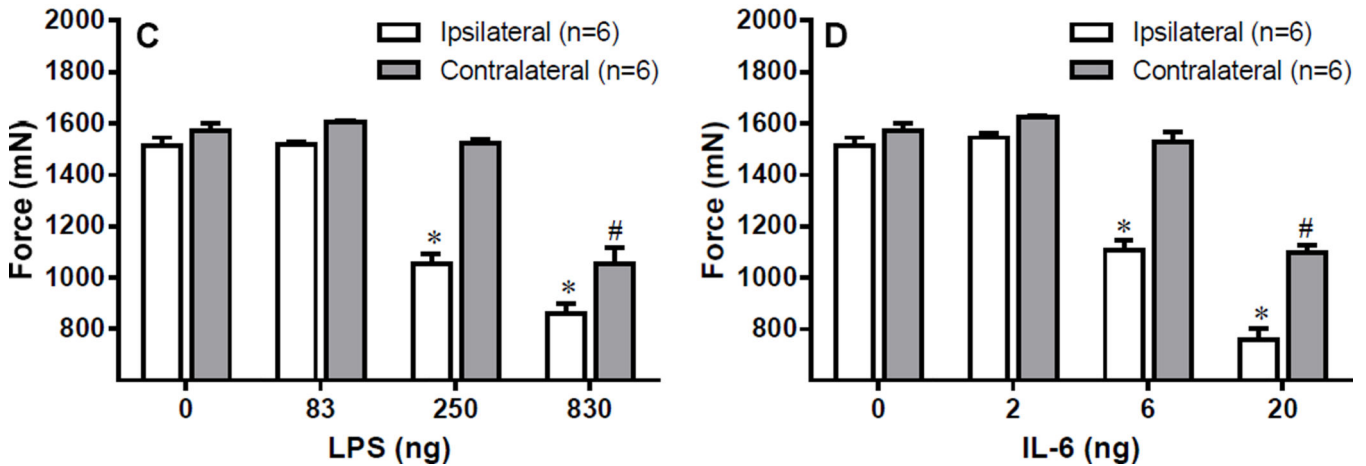 C
Ipsilateral (n=6)
Contralateral (n=6)
Force (mN)
2000
1800
1600
1400
1200
1000
800
*
*
#
0 83 250 830
LPS (ng)
D
Ipsilateral (n=6)
Contralateral (n=6)
Force (mN)
2000
1800
1600
1400
1200
1000
800
*
*
#
0 2 6 20
IL-6 (ng)